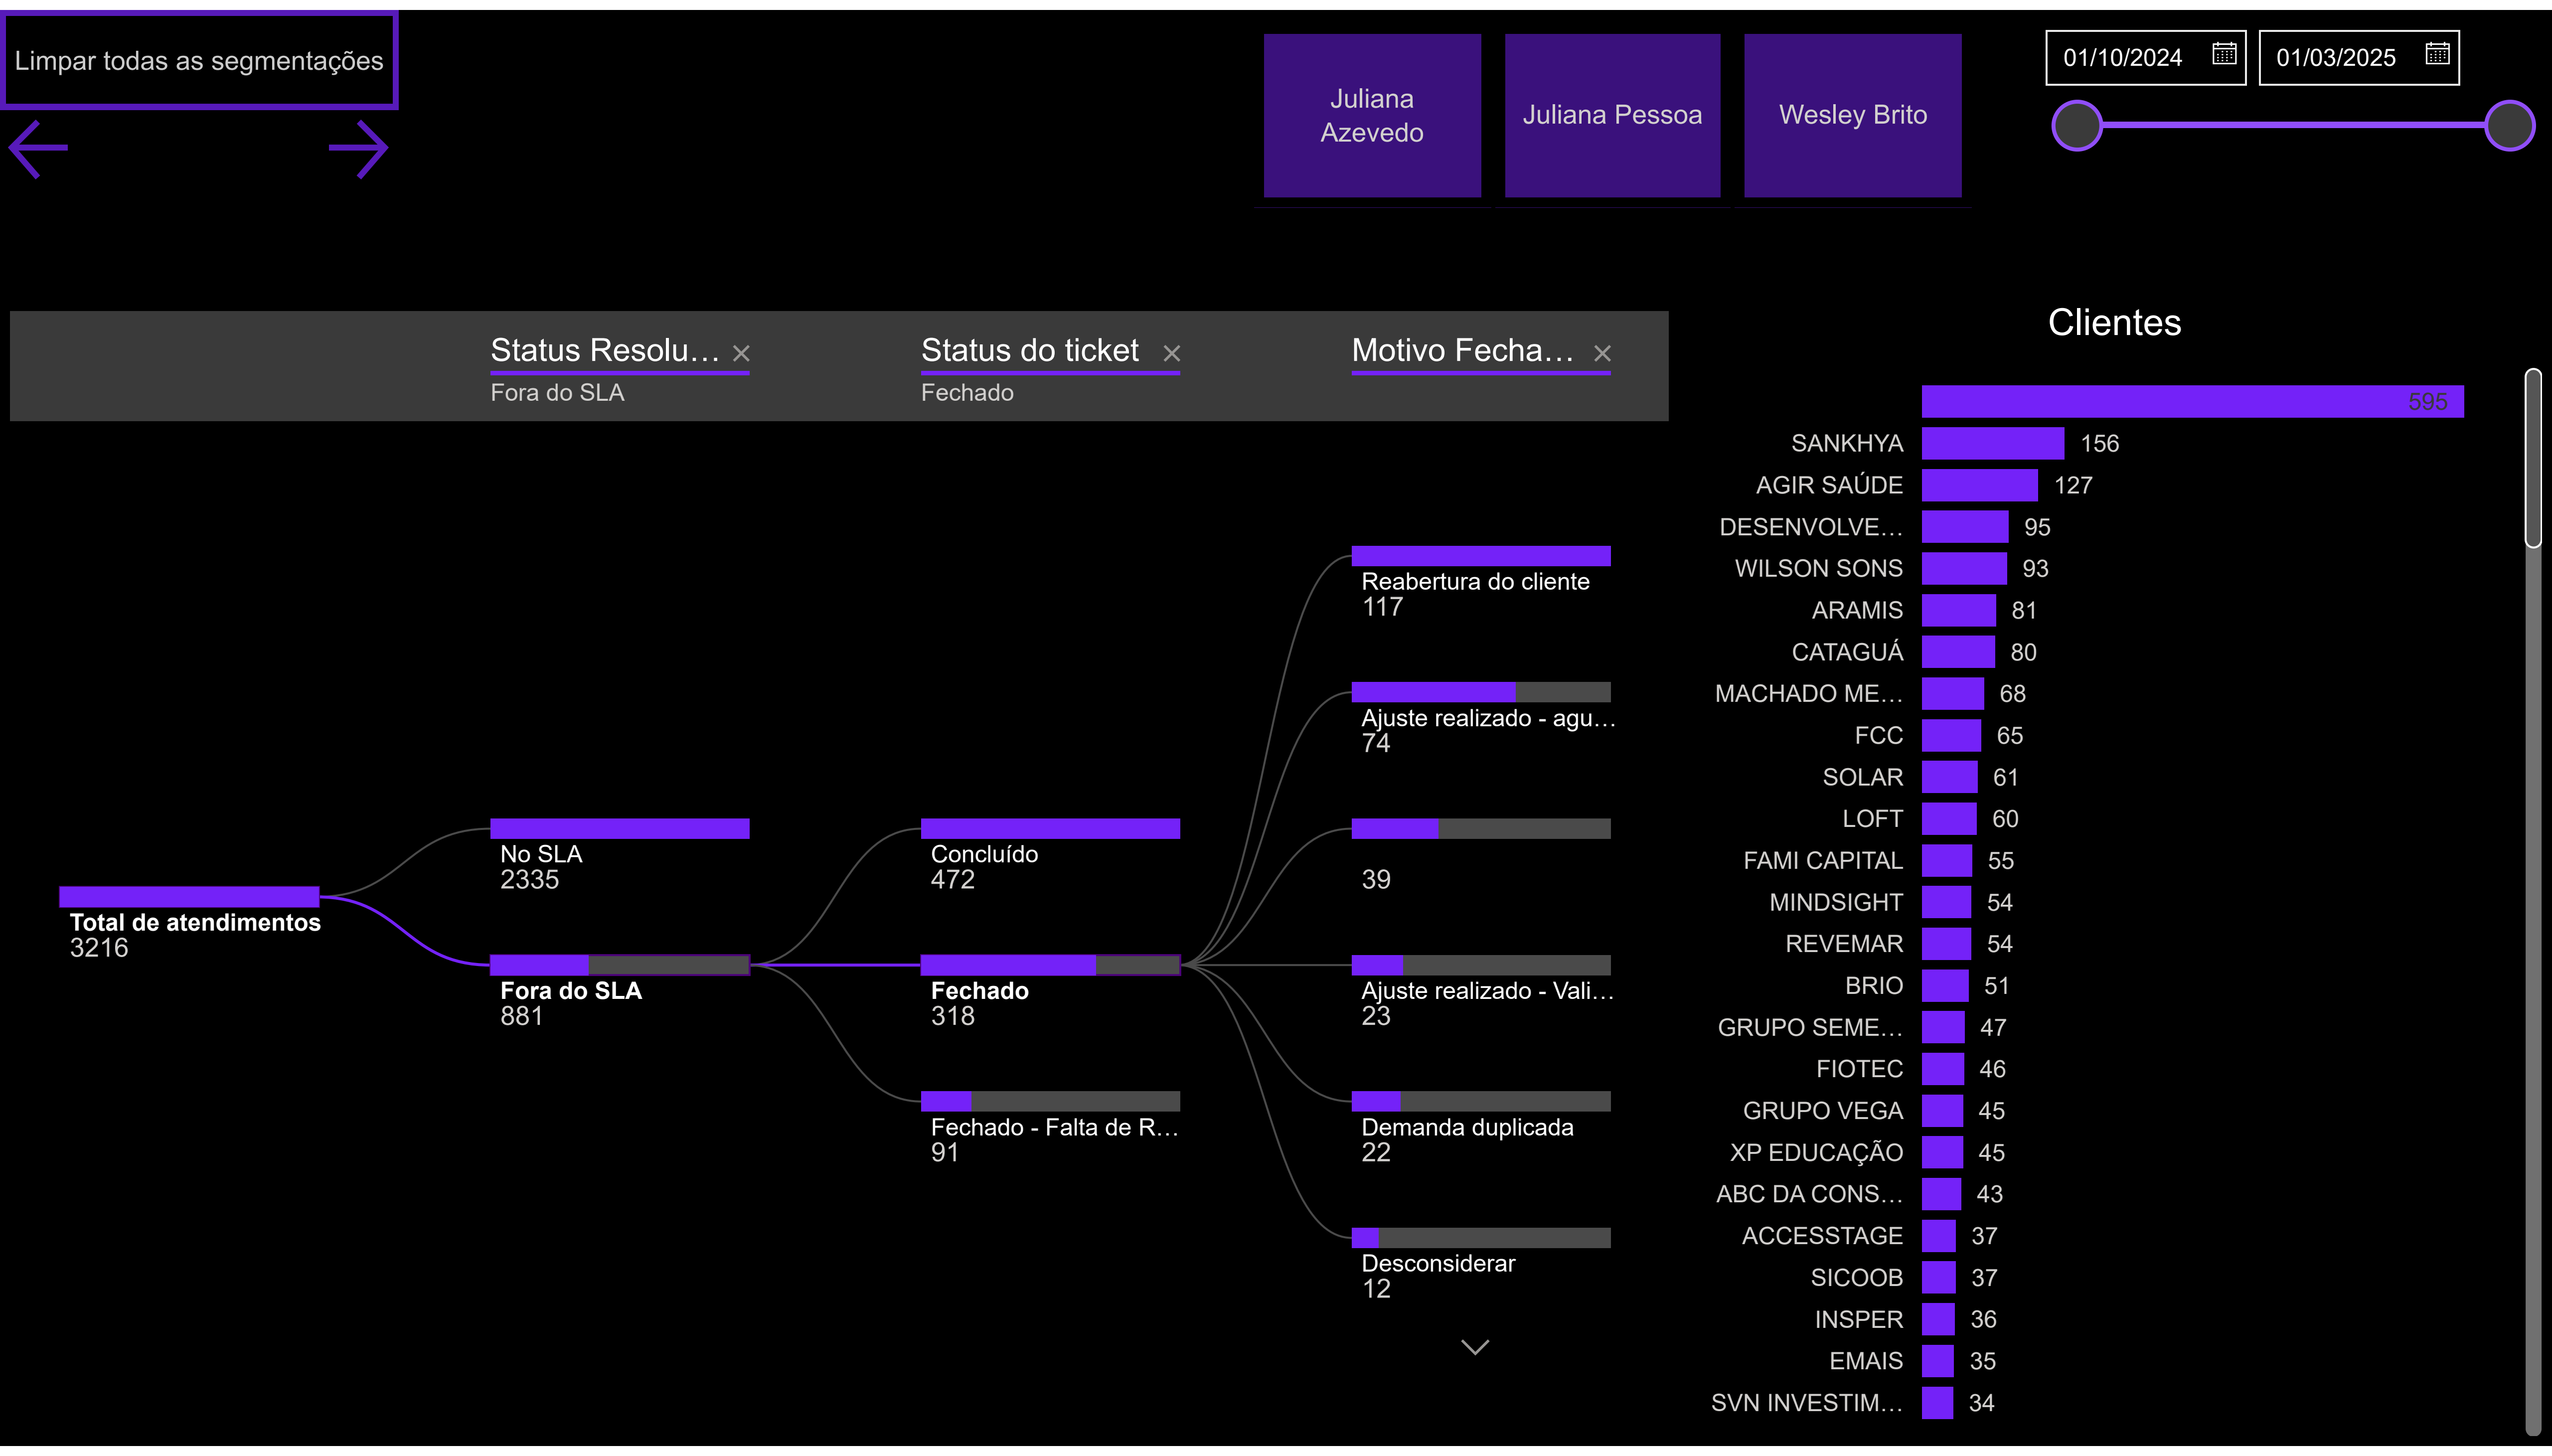 Limpar todas as segmentações
Juliana
Azevedo
Juliana Pessoa
Wesley Brito
01/10/2024
01/03/2025
Status Resolu…
Fora do SLA
Status do ticket
Fechado
Motivo Fecha…
Total de atendimentos
3216
No SLA
2335
Fora do SLA
881
Concluído
472
Fechado
318
Fechado - Falta de R…
91
Reabertura do cliente
117
Ajuste realizado - agu…
74
39
Ajuste realizado - Vali…
23
Demanda duplicada
22
Desconsiderar
12
Clientes
595
SANKHYA 156
AGIR SAÚDE 127
DESENVOLVE… 95
WILSON SONS 93
ARAMIS 81
CATAGUÁ 80
MACHADO ME… 68
FCC 65
SOLAR 61
LOFT 60
FAMI CAPITAL 55
MINDSIGHT 54
REVEMAR 54
BRIO 51
GRUPO SEME… 47
FIOTEC 46
GRUPO VEGA 45
XP EDUCAÇÃO 45
ABC DA CONS… 43
ACCESSTAGE 37
SICOOB 37
INSPER 36
EMAIS 35
SVN INVESTIM… 34